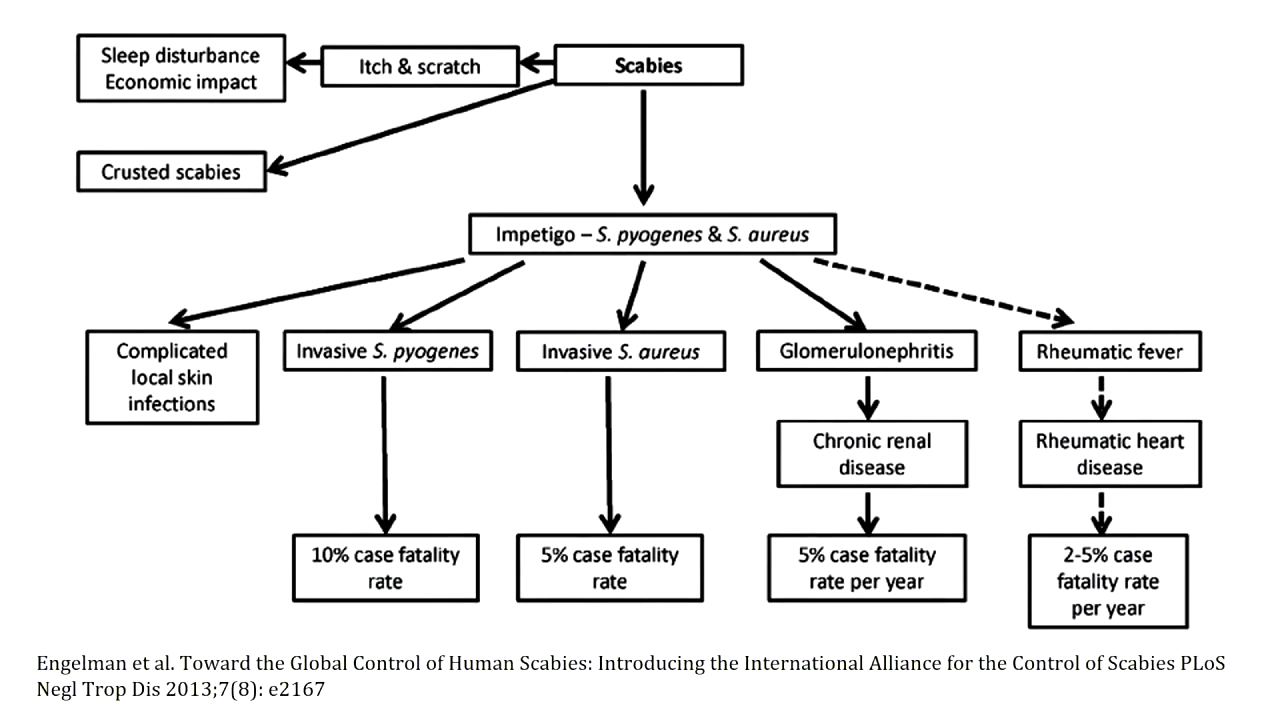 Sleep disturbance
Economic impact
Itch & scratch
Scabies
Crusted scabies
Impetigo – S. pyogenes & S. aureus
Complicated
local skin
infections
Invasive S. pyogenes
Invasive S. aureus
Glomerulonephritis
Rheumatic fever
Chronic renal
disease
Rheumatic heart
disease
10% case fatality
rate
5% case fatality
rate
5% case fatality
rate per year
2-5% case
fatality rate
per year
Engelman et al. Toward the Global Control of Human Scabies: Introducing the International Alliance for the Control of Scabies PLoS
Negl Trop Dis 2013;7(8): e2167